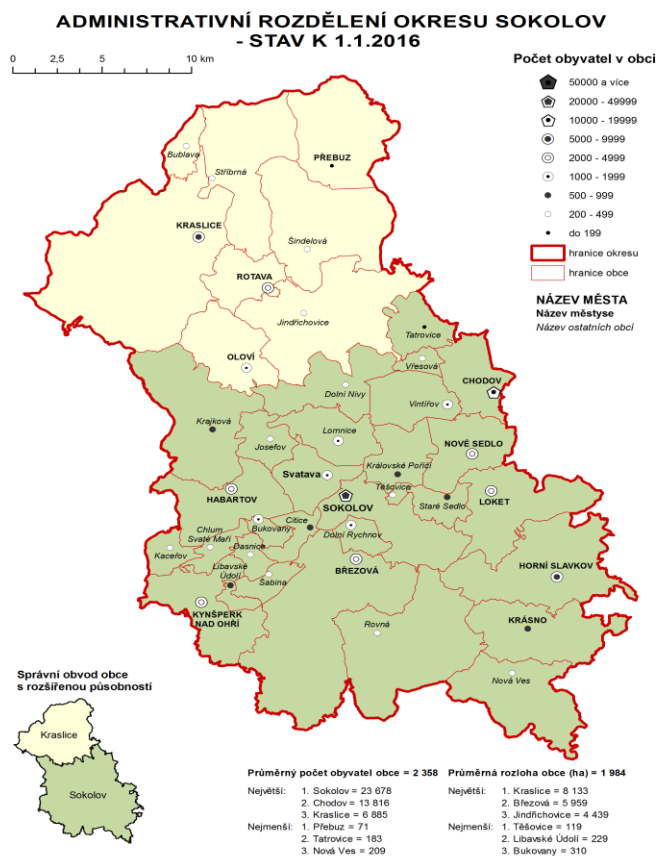 ADMINISTRATIVNÍ ROZDĚLENÍ OKRESU SOKOLOV
- STAV K 1.1.2016
0 2,5 5 10 km
Počet obyvatel v obci
50000 a více
20000 - 49999
10000 - 19999
5000 - 9999
2000 - 4999
1000 - 1999
500 - 999
200 - 499
do 199
hranice okresu
hranice obce
NÁZEV MĚSTA
Název městyse
Název ostatních obcí
Bublava
PŘEBUZ
Stříbrná
KRASLICE
Šindelová
ROTAVA
Jindřichovice
Tatrovice
OLOVÍ
Vřesová
CHODOV
Dolní Nivy
Vintířov
Krajková
Lomnice
Josefov
NOVÉ SEDLO
Svatava
Královské Poříčí
HABARTOV
Těšovice
SOKOLOV
Staré Sedlo
LOKET
Citice
Bukovany
Chlum
Svaté Maří
Dolní Rychnov
Dasnice
Kaceřov
Libavské
Údolí
Sabina
BŘEZOVÁ
HORNÍ SLAVKOV
KYNŠPERK
NAD OHŘÍ
KRÁSNO
Rovná
Nová Ves
Správní obvod obce
s rozšířenou působností
Kraslice
Sokolov
Průměrný počet obyvatel obce = 2 358
Největší: 1. Sokolov = 23 678
2. Chodov = 13 816
3. Kraslice = 6 885
Nejmenší: 1. Přebuz = 71
2. Tatrovice = 183
3. Nová Ves = 209
Průměrná rozloha obce (ha) = 1 984
Největší: 1. Kraslice = 8 133
2. Březová = 5 959
3. Jindřichovice = 4 439
Nejmenší: 1. Těšovice = 119
2. Libavské Údolí = 229
3. Bukovany = 310